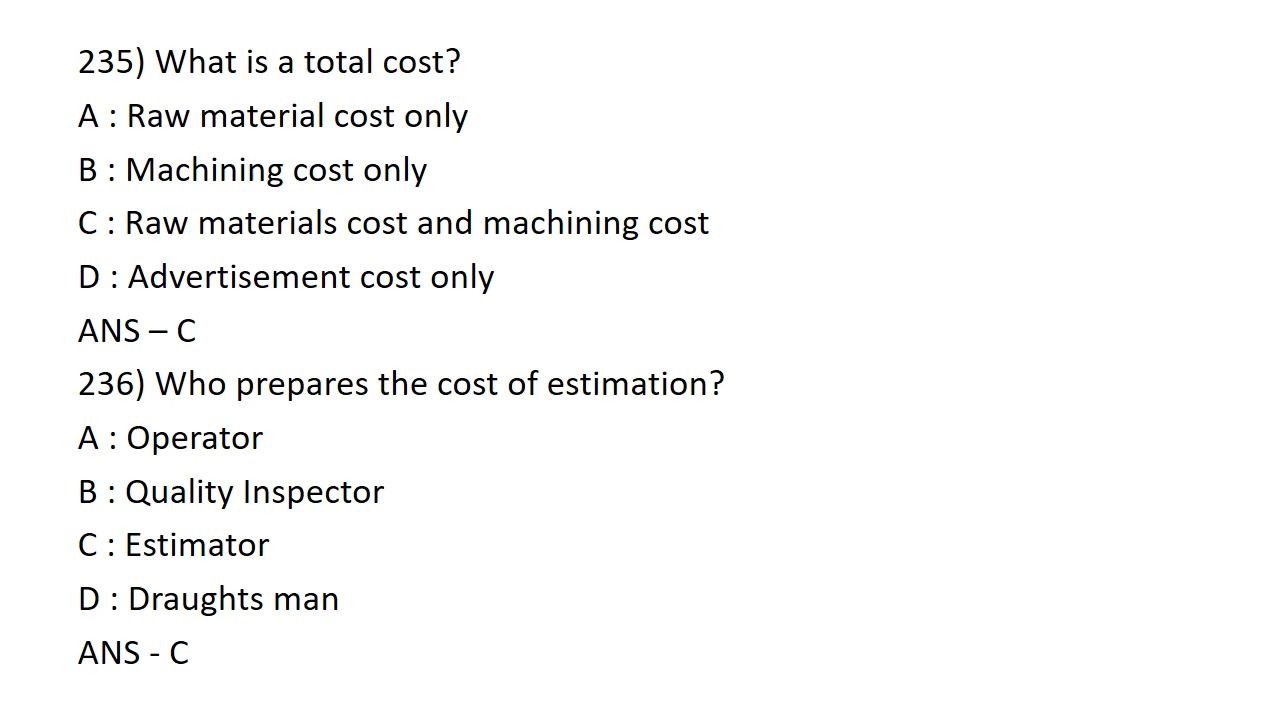 235) What is a total cost?
A : Raw material cost only
B : Machining cost only
C : Raw materials cost and machining cost
D : Advertisement cost only
ANS – C
236) Who prepares the cost of estimation?
A : Operator
B : Quality Inspector
C : Estimator
D : Draughts man
ANS - C